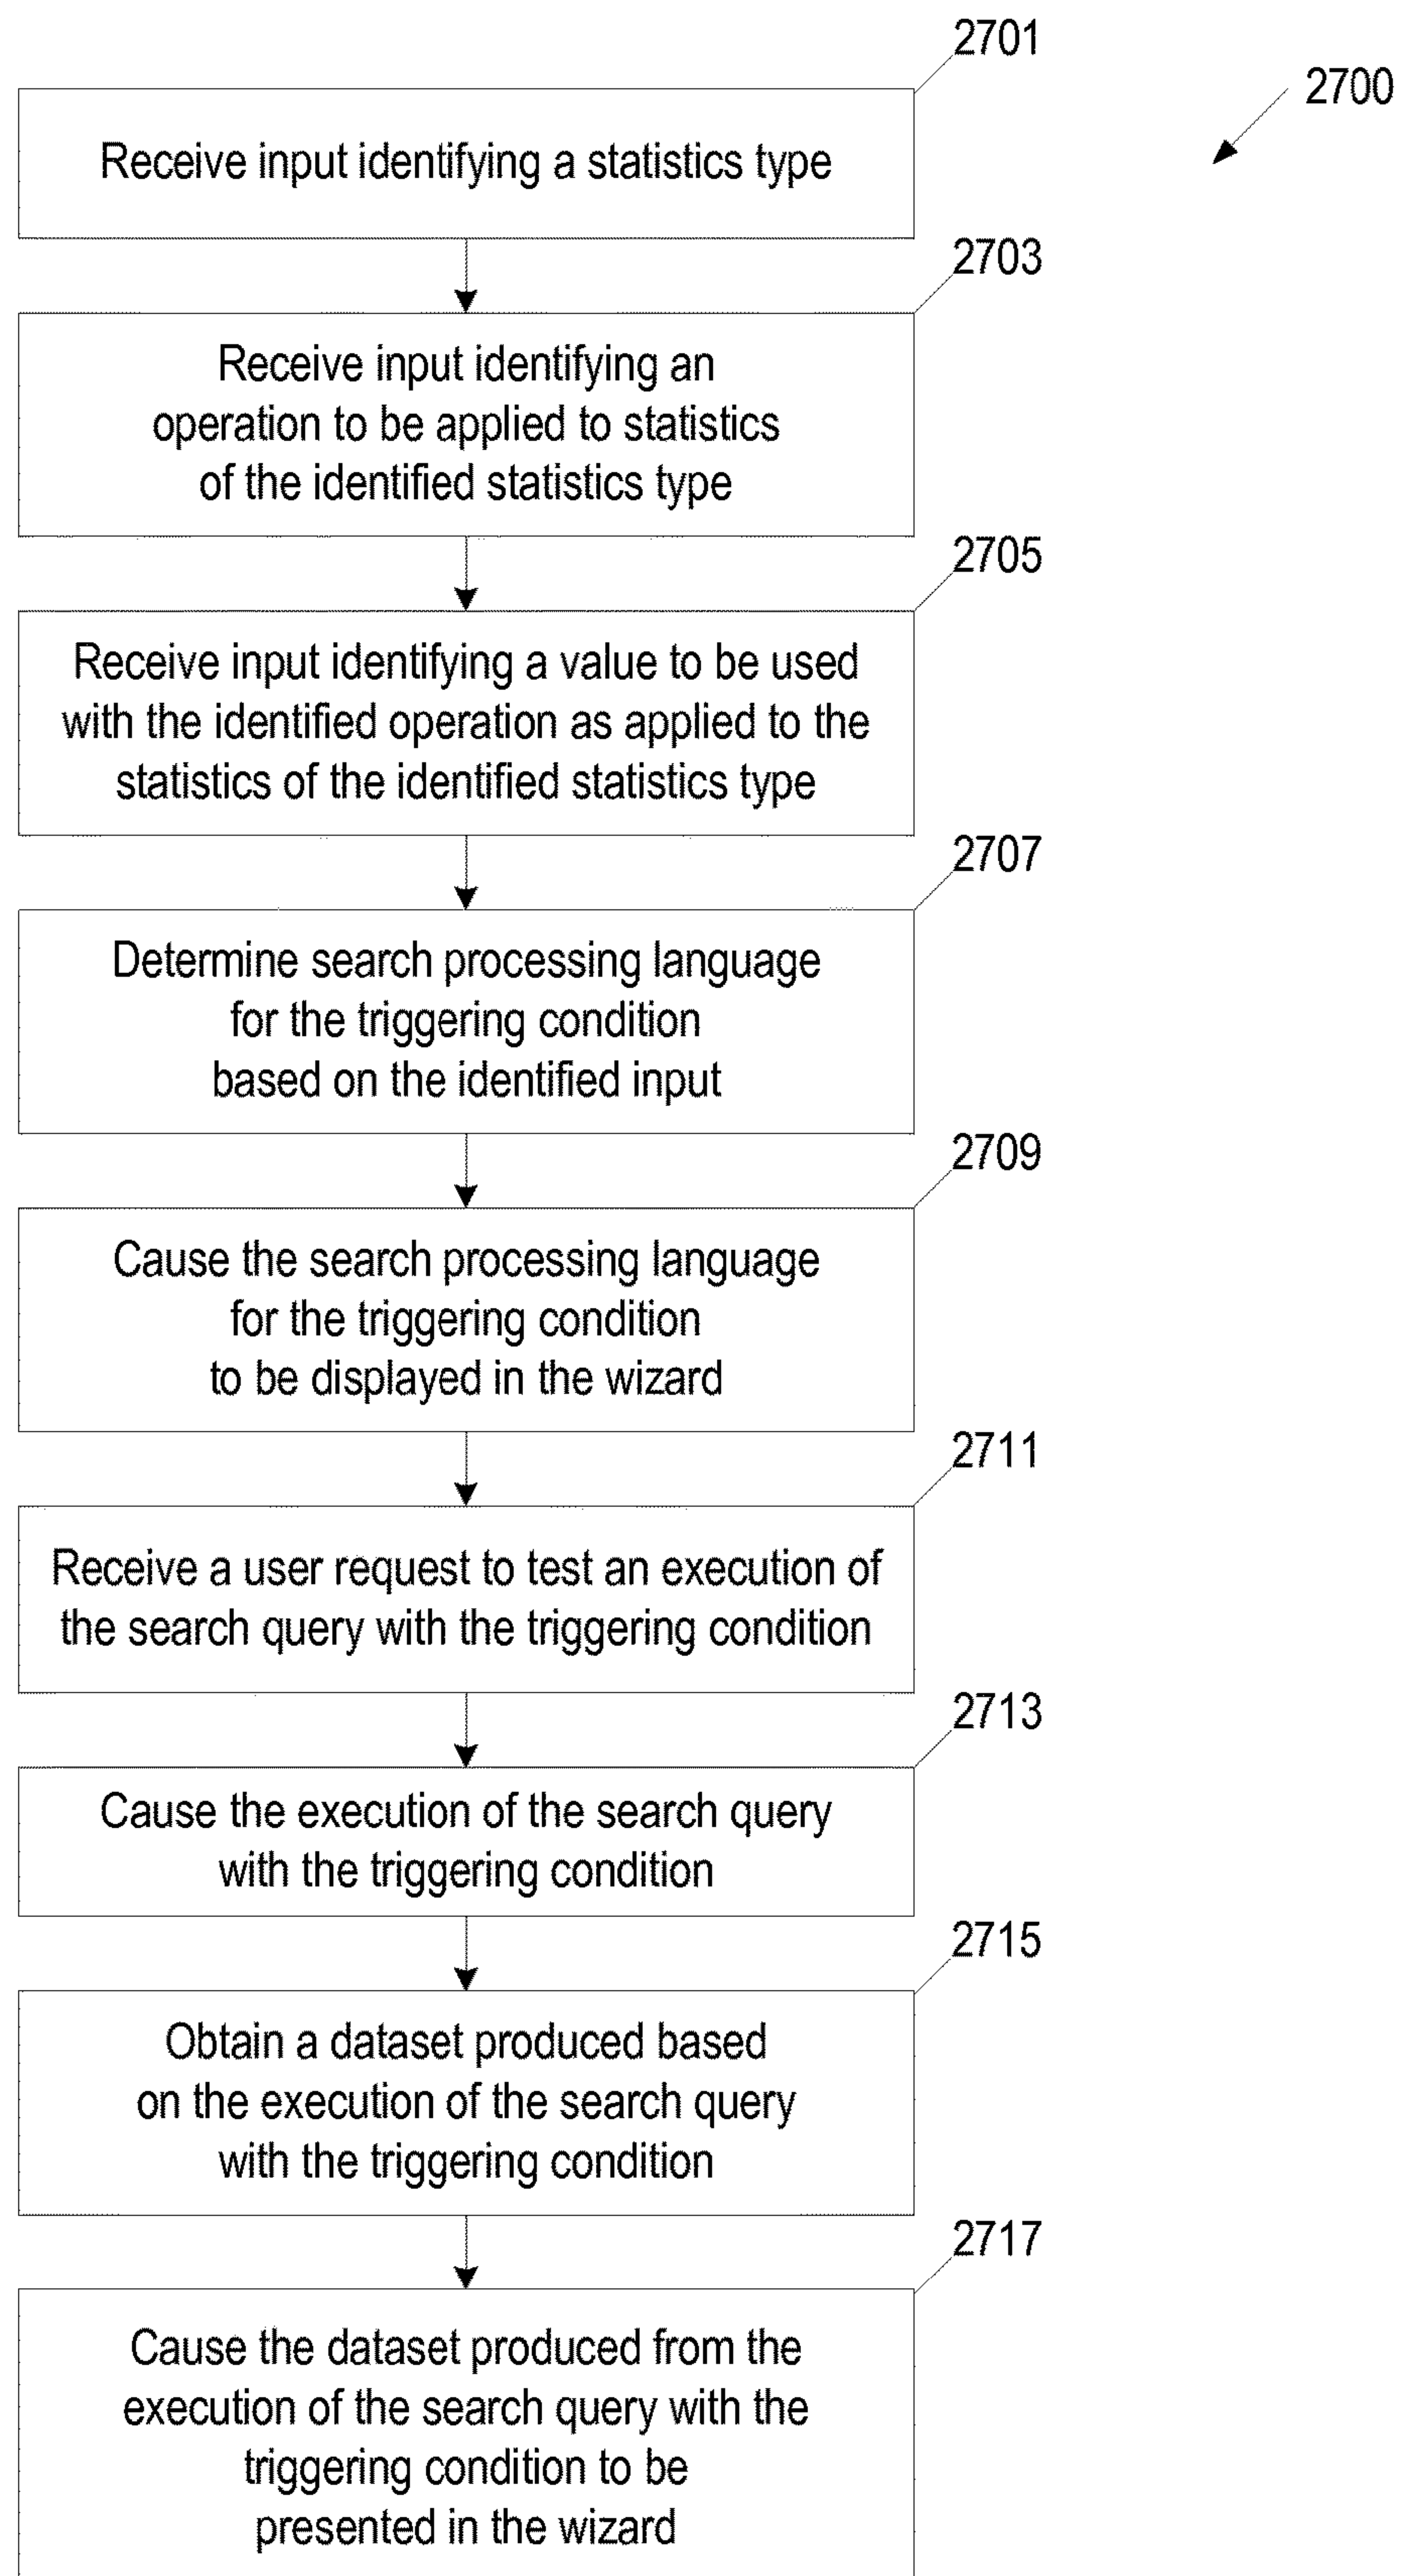 2701
2700
Receive input identifying a statistics type
2703
Receive input identifying an
operation to be applied to statistics
of the identified statistics type
2705
Receive input identifying a value to be used
with the identified operation as applied to the
statistics of the identified statistics type
2707
Determine search processing language
for the triggering condition
based on the identified input
2709
Cause the search processing language
for the triggering condition
to be displayed in the wizard
2711
Receive a user request to test an execution of
the search query with the triggering condition
2713
Cause the execution of the search query
with the triggering condition
2715
Obtain a dataset produced based
on the execution of the search query
with the triggering condition
2717
Cause the dataset produced from the
execution of the search query with the
triggering condition to be
presented in the wizard